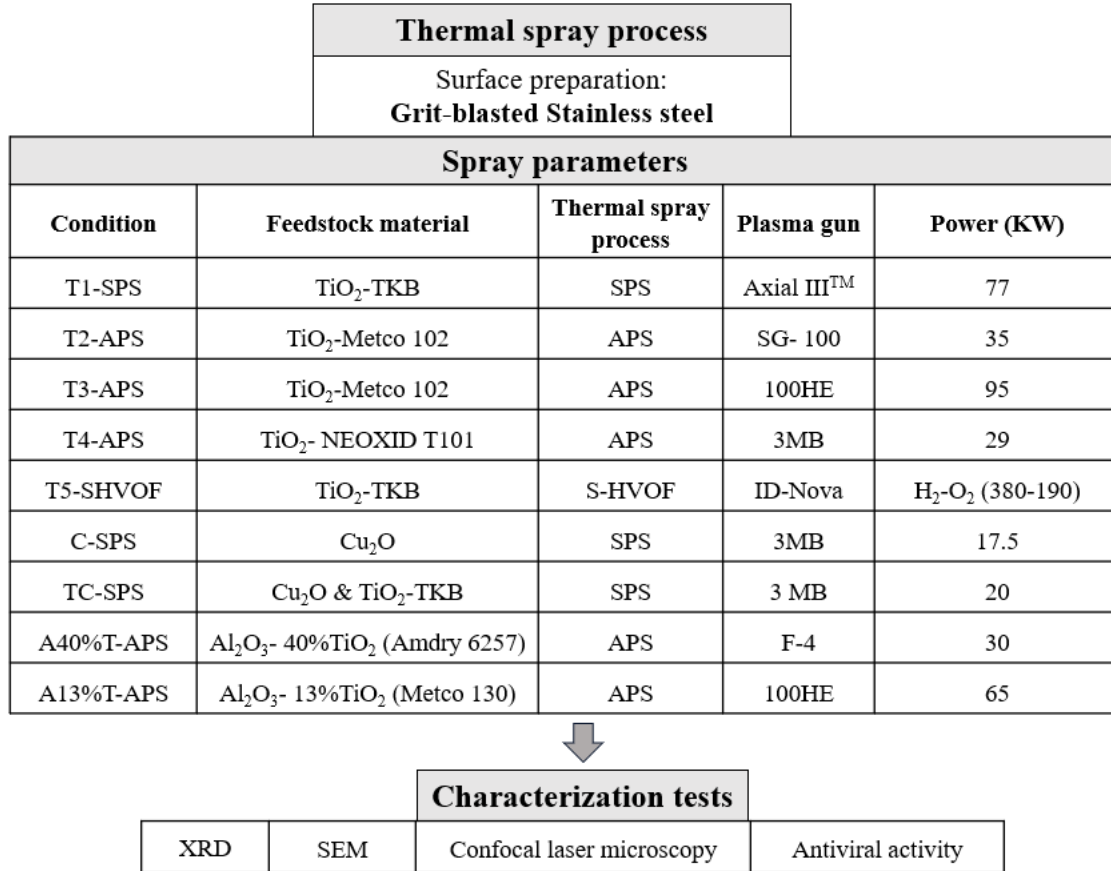 Thermal spray process
Surface preparation:
Grit-blasted Stainless steel
Spray parameters
Condition Feedstock material Thermal spray process Plasma gun Power (KW)
T1-SPS TiO₂-TKB SPS Axial III™ 77
T2-APS TiO₂-Metco 102 APS SG- 100 35
T3-APS TiO₂-Metco 102 APS 100HE 95
T4-APS TiO₂- NEOXID T101 APS 3MB 29
T5-SHVOF TiO₂-TKB S-HVOF ID-Nova H₂-O₂ (380-190)
C-SPS Cu₂O SPS 3MB 17.5
TC-SPS Cu₂O & TiO₂-TKB SPS 3 MB 20
A40%T-APS Al₂O₃- 40%TiO₂ (Amdry 6257) APS F-4 30
A13%T-APS Al₂O₃- 13%TiO₂ (Metco 130) APS 100HE 65
Characterization tests
XRD SEM Confocal laser microscopy Antiviral activity